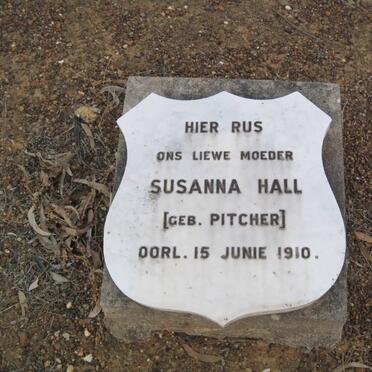 HIER RUS
ONS LIEWE MOEDER
SUSANNA HALL
[GEB. PITCHER]
OORL. 15 JUNIE 1910.